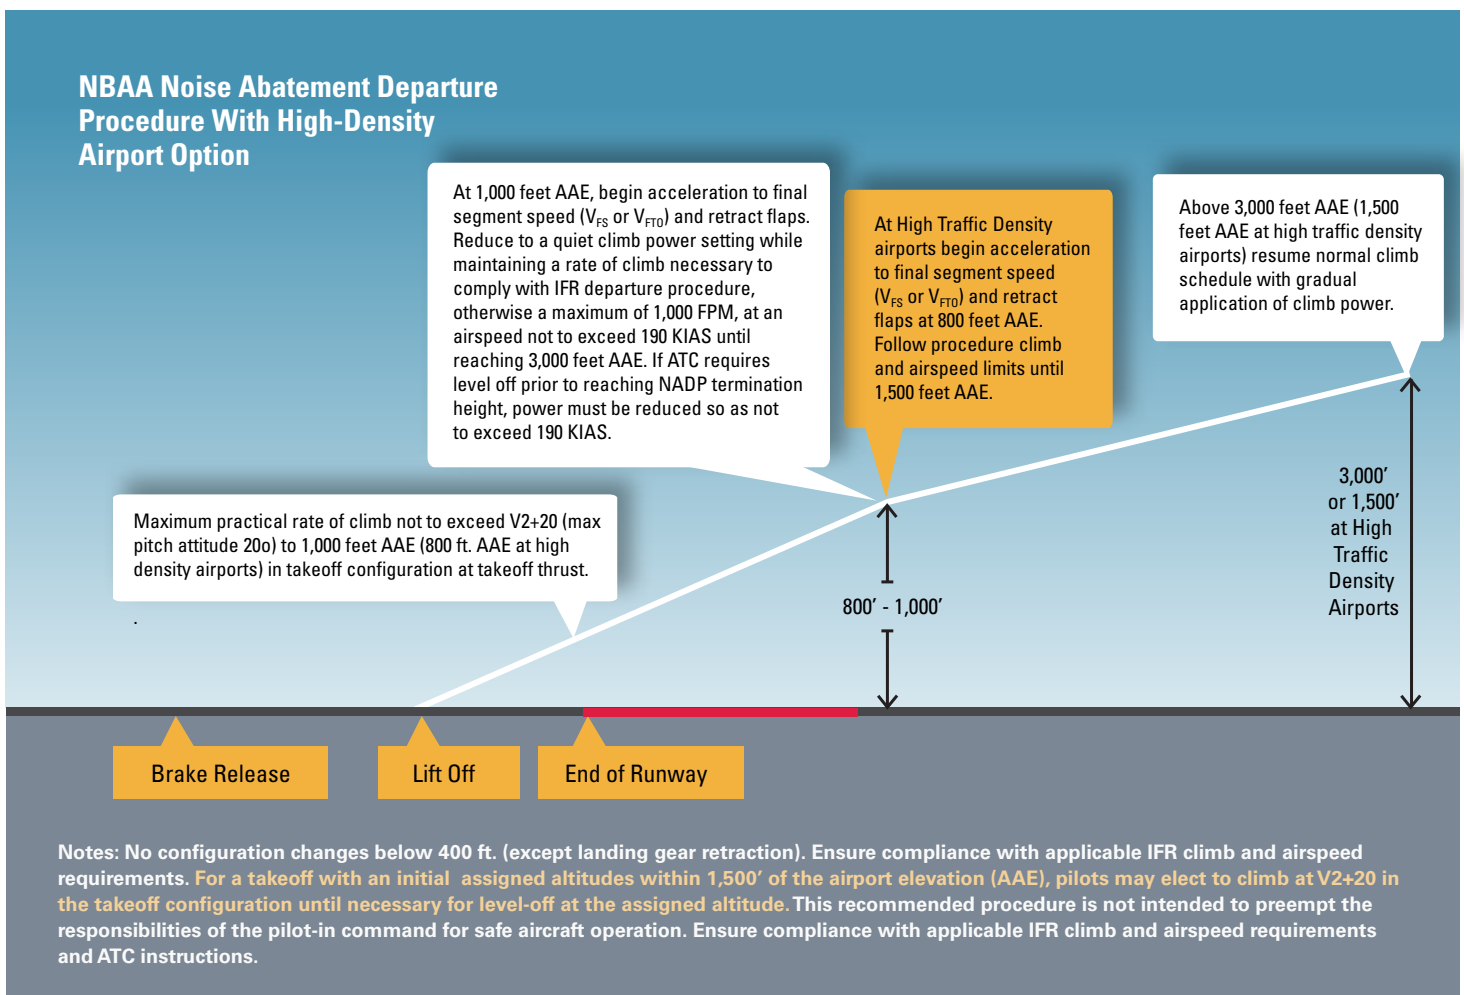 NBAA Noise Abatement Departure
Procedure With High-Density
Airport Option
At 1,000 feet AAE, begin acceleration to final
segment speed (VFS or VFTO) and retract flaps.
Reduce to a quiet climb power setting while
maintaining a rate of climb necessary to
comply with IFR departure procedure,
otherwise a maximum of 1,000 FPM, at an
airspeed not to exceed 190 KIAS until
reaching 3,000 feet AAE. If ATC requires
level off prior to reaching NADP termination
height, power must be reduced so as not
to exceed 190 KIAS.
At High Traffic Density
airports begin acceleration
to final segment speed
(VFS or VFTO) and retract
flaps at 800 feet AAE.
Follow procedure climb
and airspeed limits until
1,500 feet AAE.
Above 3,000 feet AAE (1,500
feet AAE at high traffic density
airports) resume normal climb
schedule with gradual
application of climb power.
Maximum practical rate of climb not to exceed V2+20 (max
pitch attitude 20o) to 1,000 feet AAE (800 ft. AAE at high
density airports) in takeoff configuration at takeoff thrust.
.
800’ - 1,000’
3,000’
or 1,500’
at High
Traffic
Density
Airports
Brake Release
Lift Off
End of Runway
Notes: No configuration changes below 400 ft. (except landing gear retraction). Ensure compliance with applicable IFR climb and airspeed
requirements. For a takeoff with an initial  assigned altitudes within 1,500’ of the airport elevation (AAE), pilots may elect to climb at V2+20 in
the takeoff configuration until necessary for level-off at the assigned altitude. This recommended procedure is not intended to preempt the
responsibilities of the pilot-in command for safe aircraft operation. Ensure compliance with applicable IFR climb and airspeed requirements
and ATC instructions.